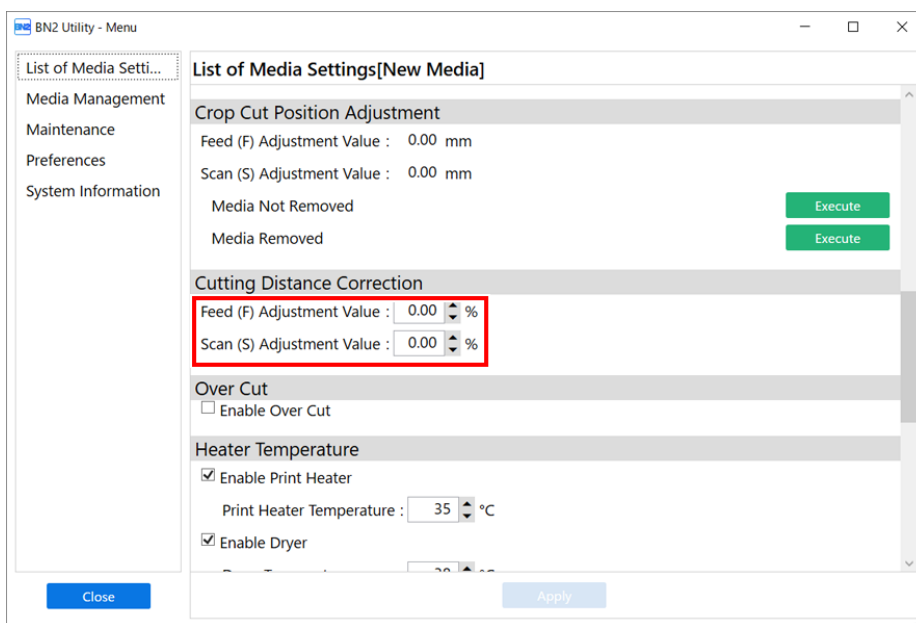 BN2 BN2 Utility - Menu
List of Media Setti...
Media Management
Maintenance
Preferences
System Information
List of Media Settings[New Media]
Crop Cut Position Adjustment
Feed (F) Adjustment Value : 0.00 mm
Scan (S) Adjustment Value : 0.00 mm
Media Not Removed Execute
Media Removed Execute
Cutting Distance Correction
Feed (F) Adjustment Value : 0.00 %
Scan (S) Adjustment Value : 0.00 %
Over Cut
Enable Over Cut
Heater Temperature
Enable Print Heater
Print Heater Temperature : 35 °C
Enable Dryer
Close
Apply